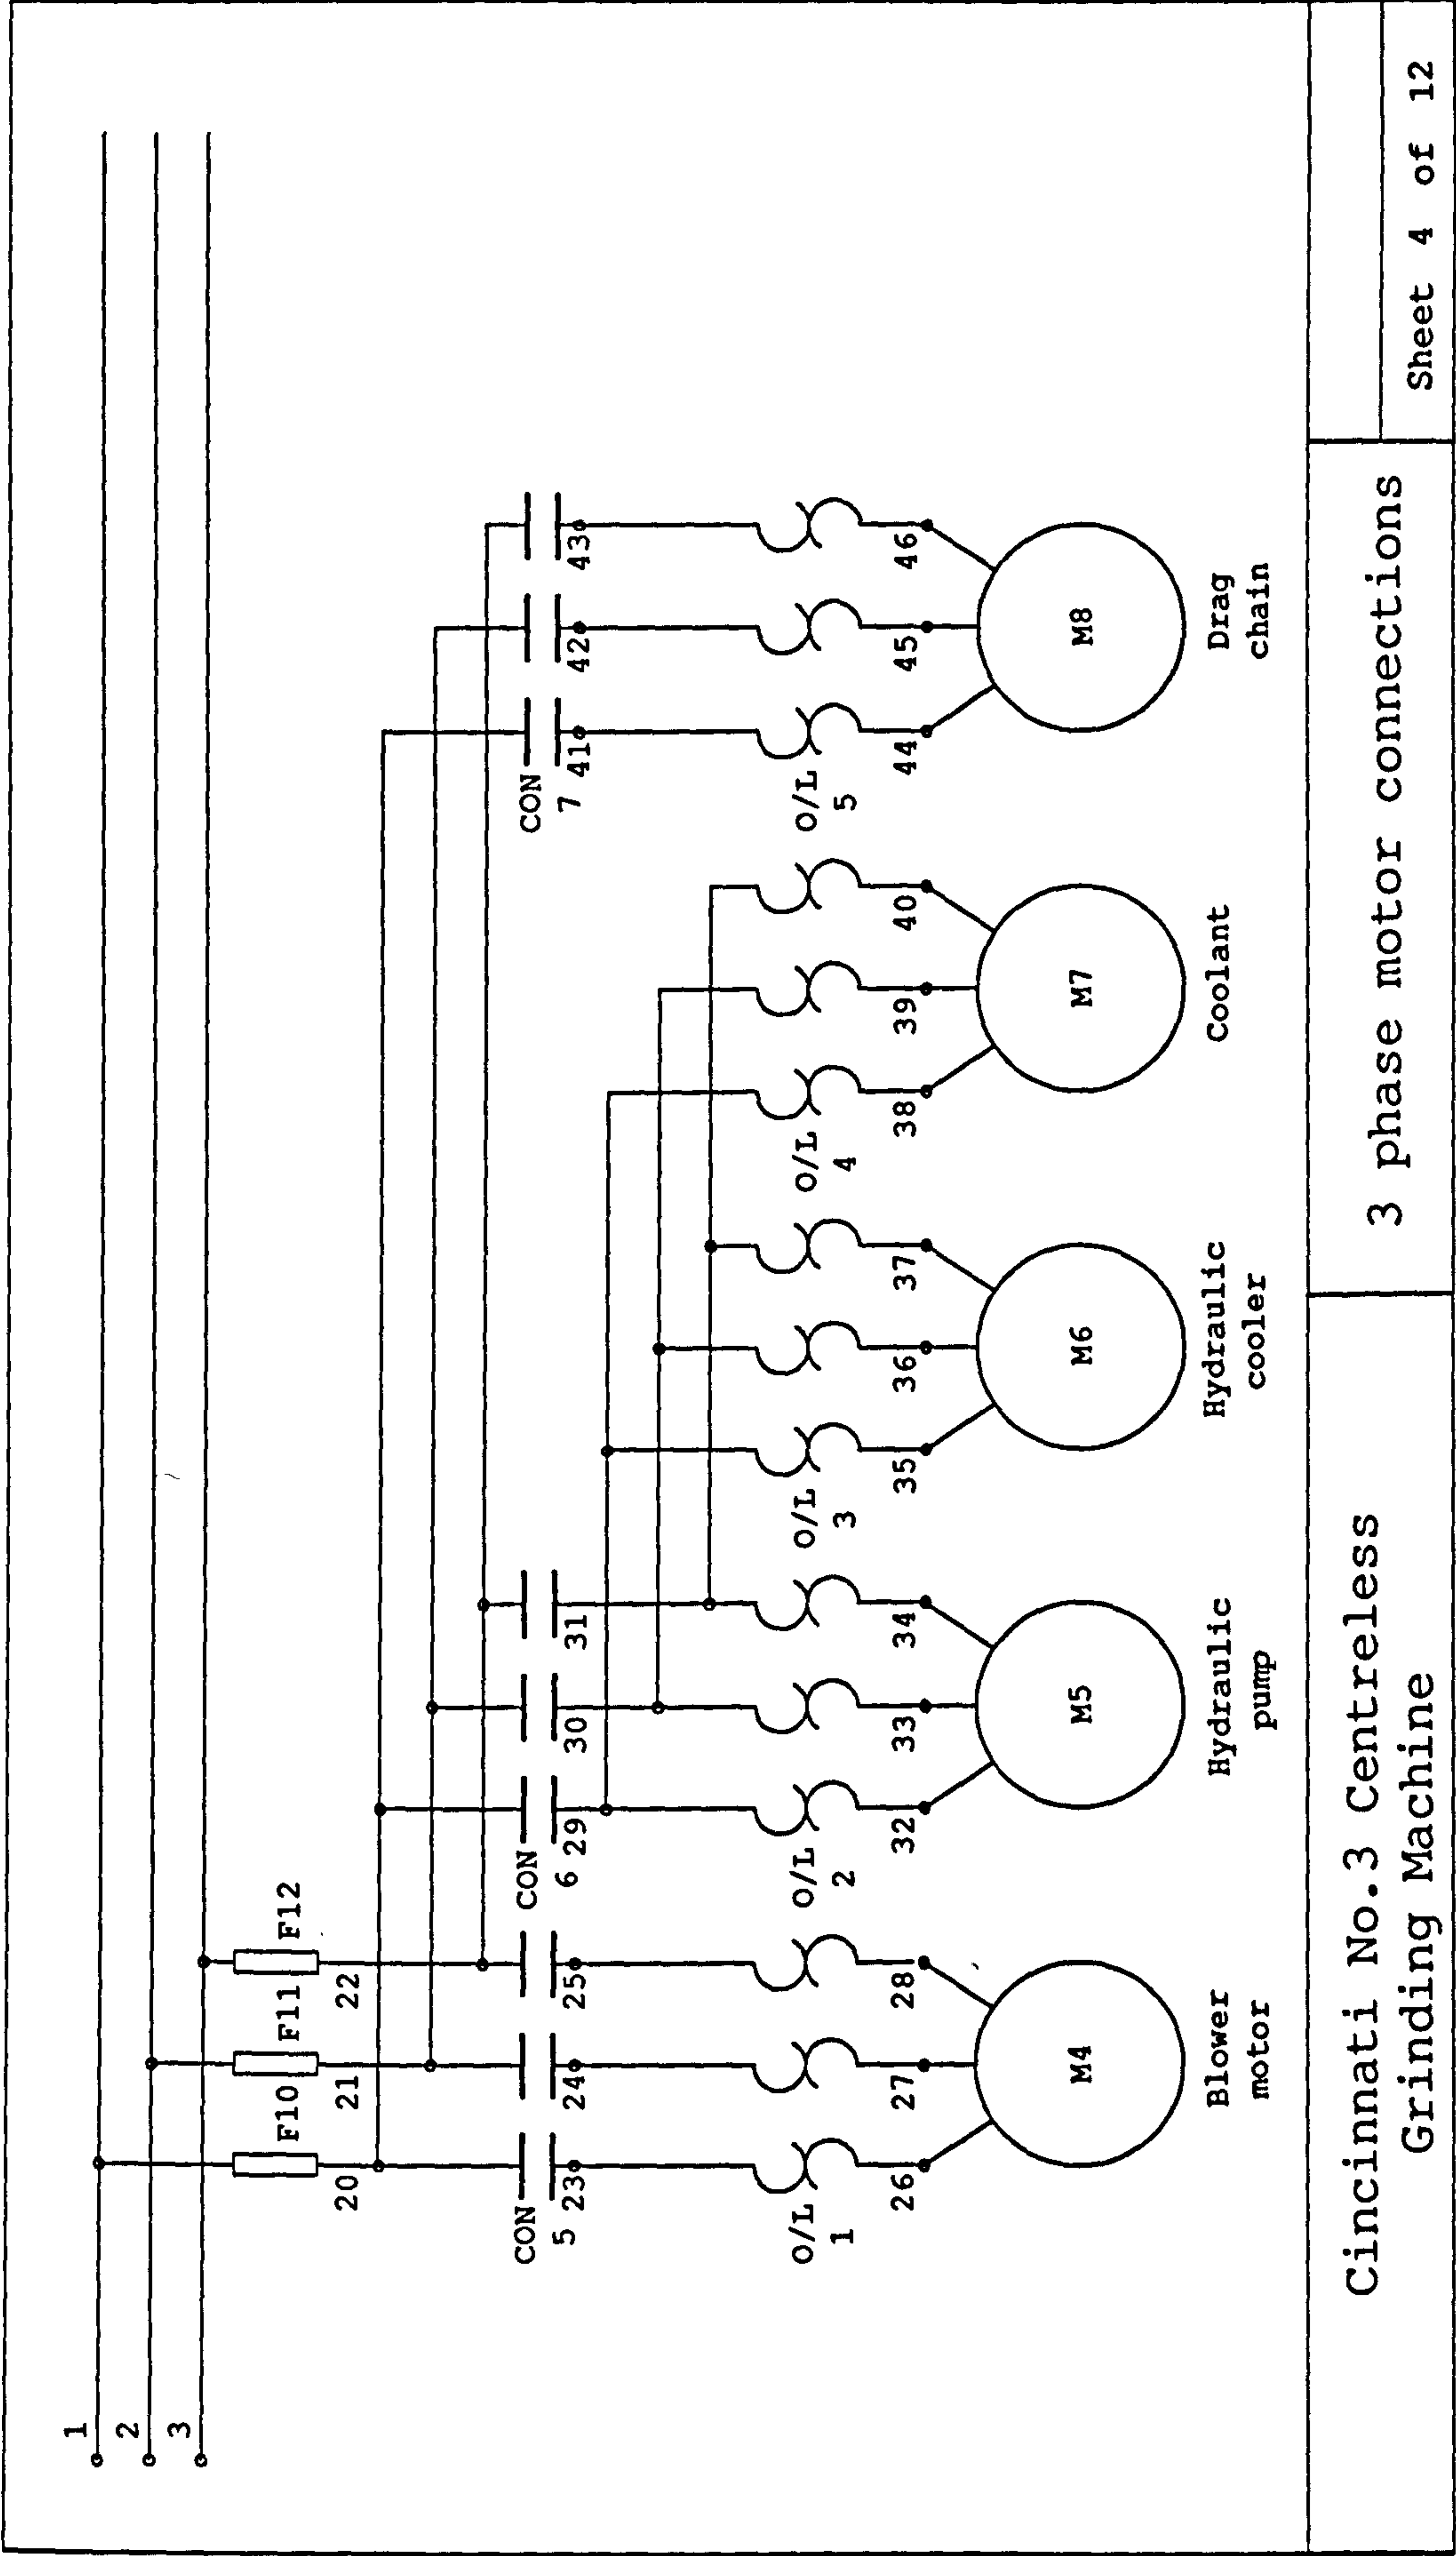 1
2
3
F10
F11
F12
20
21
22
CON
5
CON
6
CON
7
23
24
25
29
30
31
41
42
43
O/L
1
O/L
2
O/L
3
O/L
4
O/L
5
26
27
28
32
33
34
35
36
37
38
39
40
44
45
46
M4
M5
M6
M7
M8
Blower
motor
Hydraulic
pump
Hydraulic
cooler
Coolant
Drag
chain
Cincinnati No.3 Centreless
Grinding Machine
3 phase motor connections
Sheet 4 of 12